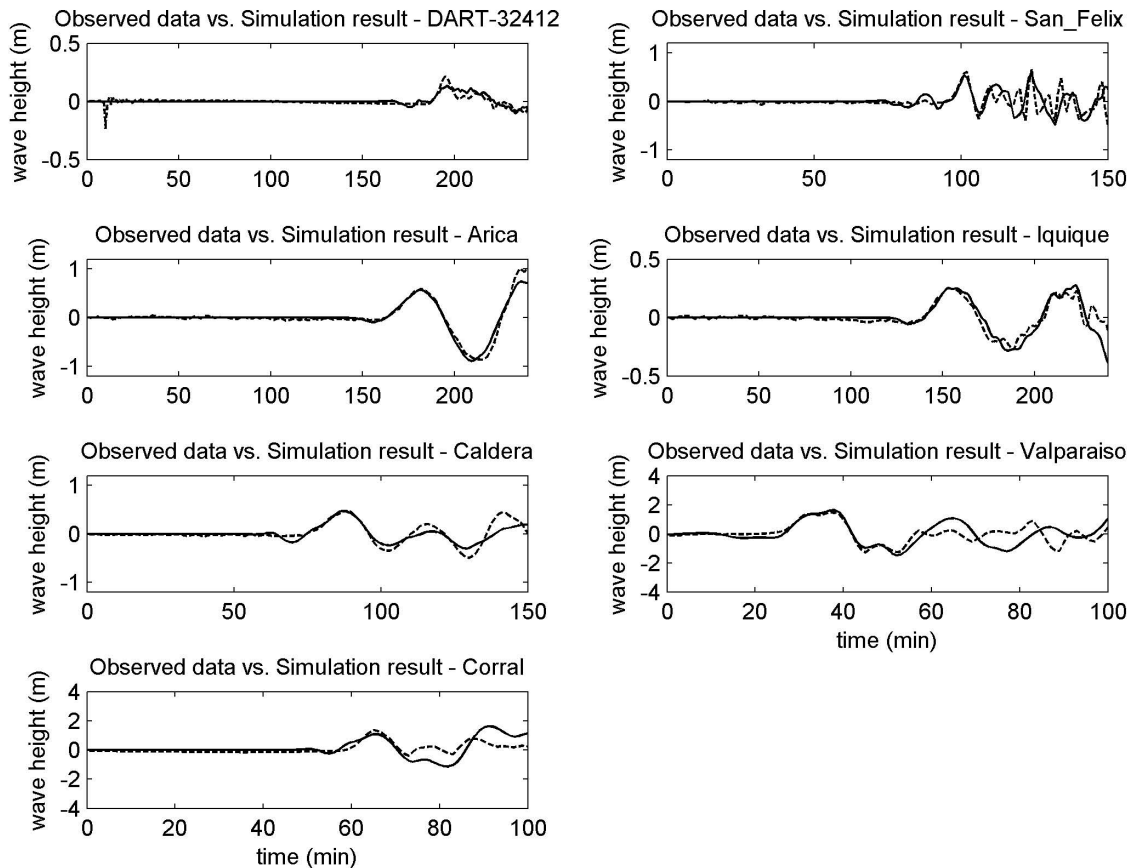 Observed data vs. Simulation result - DART-32412
wave height (m)
0.5
0
-0.5
0 50 100 150 200
Observed data vs. Simulation result - San_Felix
wave height (m)
1
0
-1
0 50 100 150
Observed data vs. Simulation result - Arica
wave height (m)
1
0
-1
0 50 100 150 200
Observed data vs. Simulation result - Iquique
wave height (m)
0.5
0
-0.5
0 50 100 150 200
Observed data vs. Simulation result - Caldera
wave height (m)
1
0
-1
0 50 100 150
Observed data vs. Simulation result - Valparaiso
wave height (m)
4
2
0
-2
-4
0 20 40 60 80 100
time (min)
Observed data vs. Simulation result - Corral
wave height (m)
4
2
0
-2
-4
0 20 40 60 80 100
time (min)